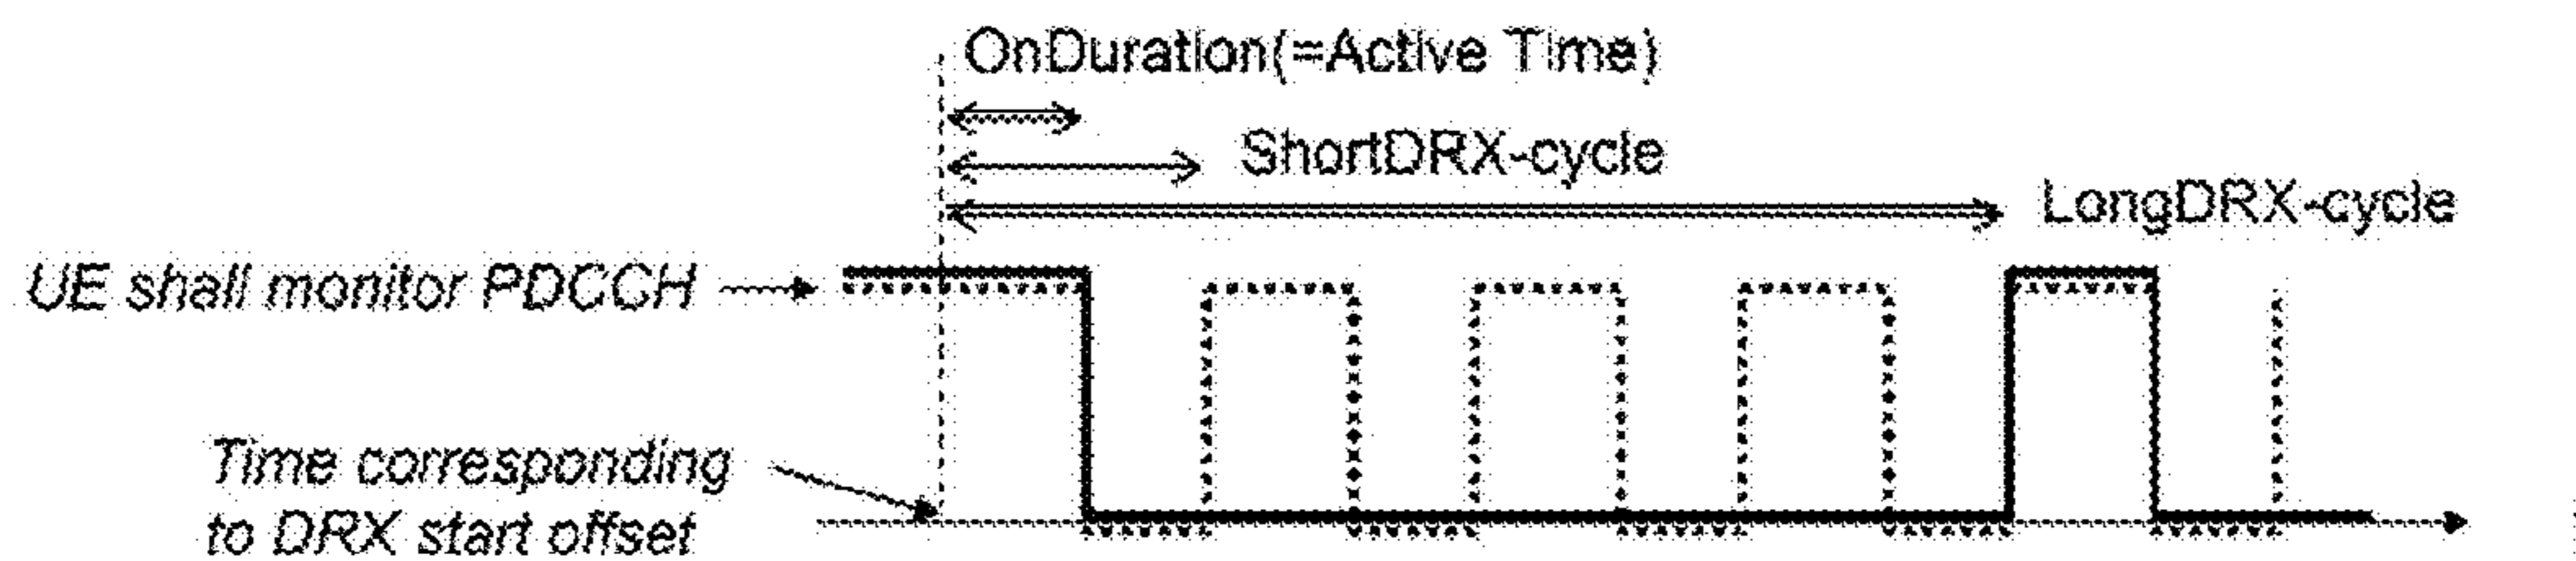 OnDuration(=Active Time)
ShortDRX-cycle
LongDRX-cycle
UE shall monitor PDCCH
Time corresponding
to DRX start offset